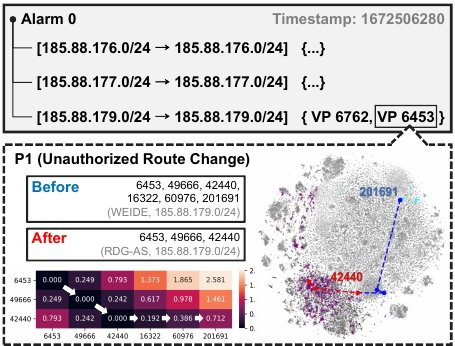 Alarm 0 Timestamp: 1672506280
[185.88.176.0/24 → 185.88.176.0/24] {...}
[185.88.177.0/24 → 185.88.177.0/24] {...}
[185.88.179.0/24 → 185.88.179.0/24] { VP 6762, VP 6453 }
P1 (Unauthorized Route Change)
Before 6453, 49666, 42440,
16322, 60976, 201691
(WEIDE, 185.88.179.0/24)
After 6453, 49666, 42440
(RDG-AS, 185.88.179.0/24)
201691
42440
6453 0.000 0.249 0.793 1.373 1.865 2.581
49666 0.249 0.000 0.242 0.617 0.978 1.461
42440 0.793 0.242 0.000 0.192 0.386 0.712
6453 49666 42440 16322 60976 201691